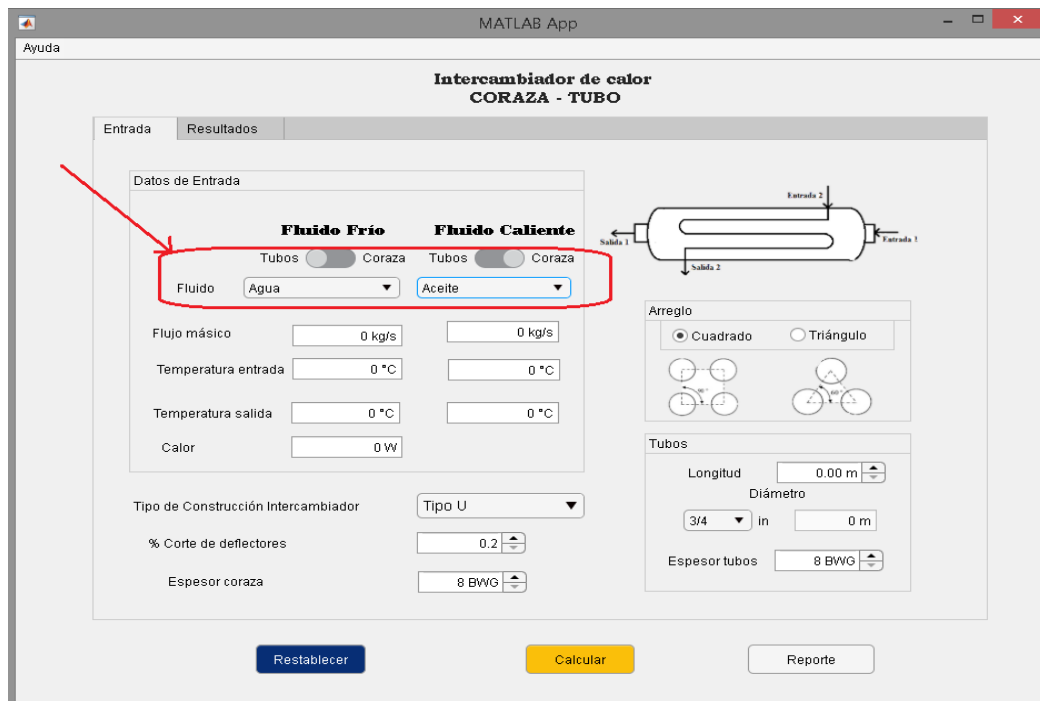 MATLAB App
Ayuda
Intercambiador de calor
CORAZA - TUBO
Entrada
Resultados
Datos de Entrada
Fluido Frío
Fluido Caliente
Tubos
Coraza
Tubos
Coraza
Fluido
Agua
Aceite
Flujo másico
0 kg/s
0 kg/s
Temperatura entrada
0 °C
0 °C
Temperatura salida
0 °C
0 °C
Calor
0 W
Tipo de Construcción Intercambiador
Tipo U
% Corte de deflectores
0.2
Espesor coraza
8 BWG
Entrada 2
Salida 1
Entrada 1
Salida 2
Arreglo
Cuadrado
Triángulo
90 °
60 °
Tubos
Longitud
0.00 m
Diámetro
3/4
in
0 m
Espesor tubos
8 BWG
Restablecer
Calcular
Reporte